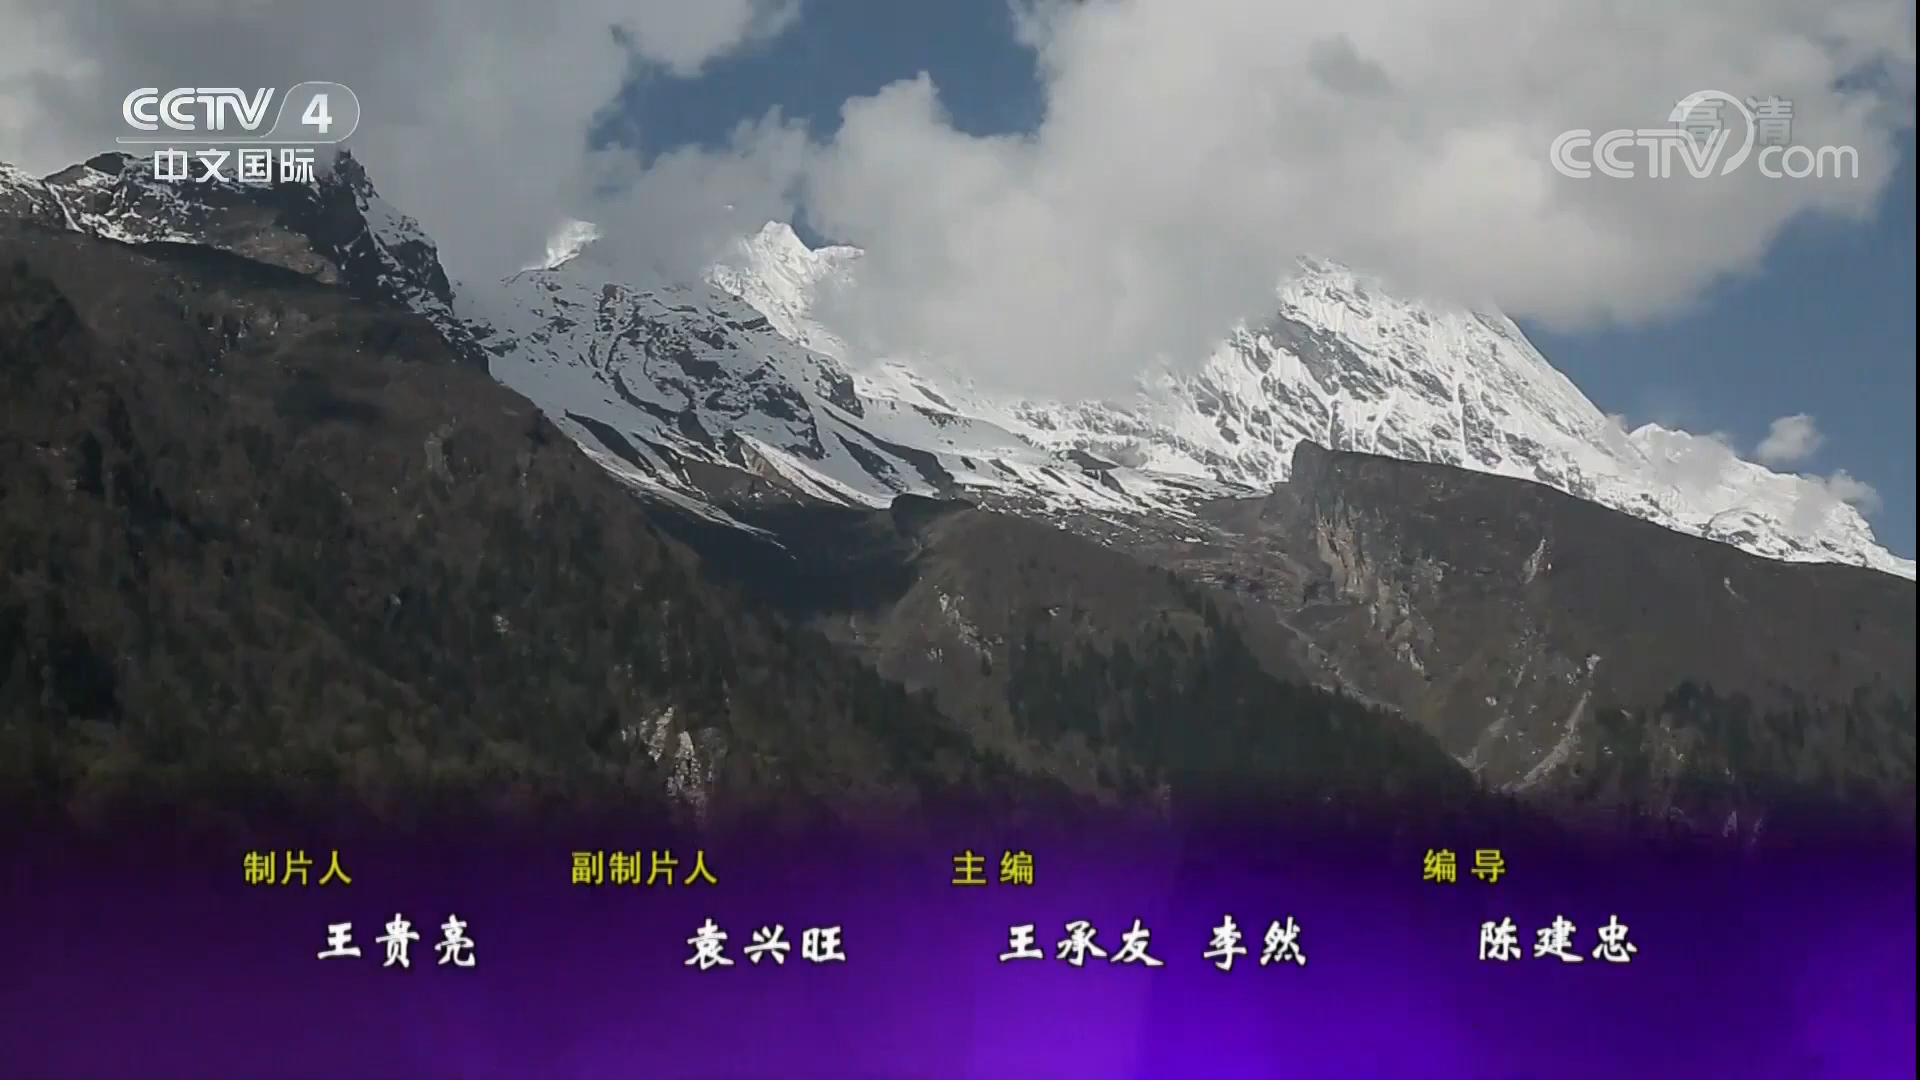 CCTV 4
中文国际
高清
CCTV.com
制片人 副制片人 主编 编导
王贵亮 袁兴旺 王承友 李然 陈建忠